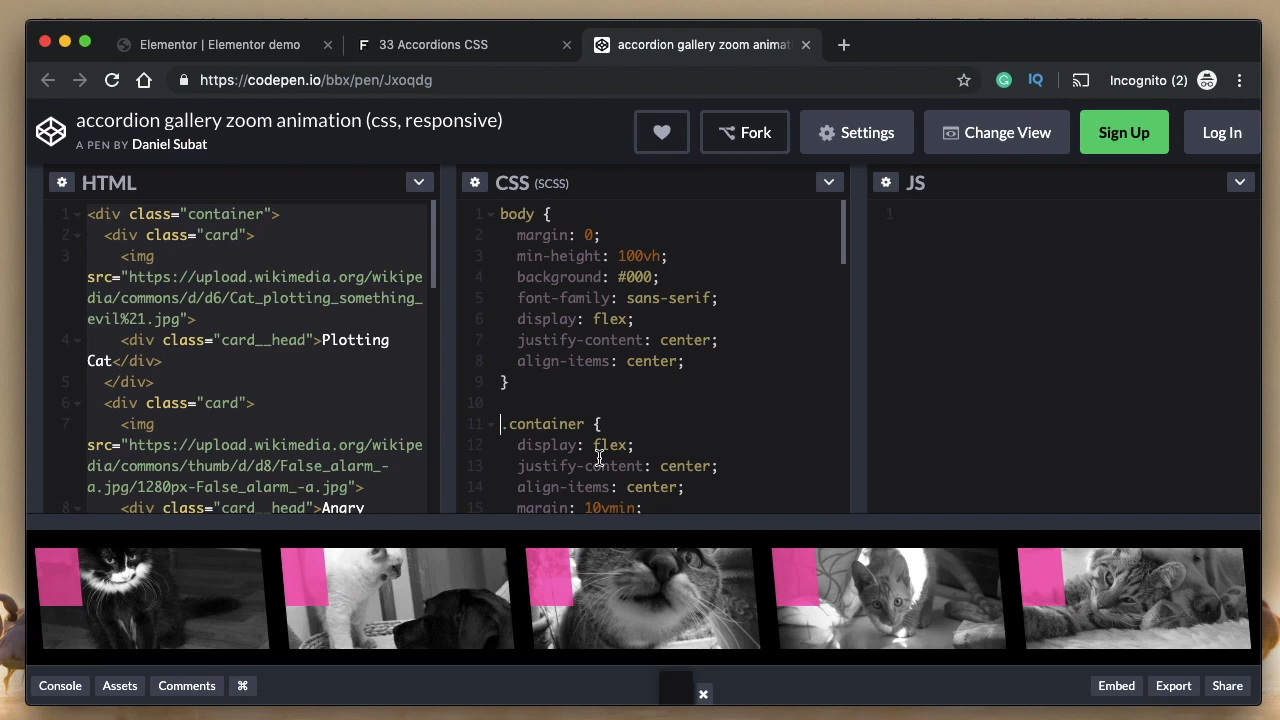 Elementor | Elementor demo
33 Accordions CSS
accordion gallery zoom animat
https://codepen.io/bbx/pen/Jxoqdg
IQ
Incognito (2)
accordion gallery zoom animation (css, responsive)
A PEN BY Daniel Subat
Fork
Settings
Change View
Sign Up
Log In
HTML
1 <div class="container">
2 <div class="card">
3 <img
src="https://upload.wikimedia.org/wikipe
dia/commons/d/d6/Cat_plotting_something_
evil%21.jpg">
4 <div class="card__head">Plotting
Cat</div>
5 </div>
6 <div class="card">
7 <img
src="https://upload.wikimedia.org/wikipe
dia/commons/thumb/d/d8/False_alarm_-
a.jpg/1280px-False_alarm_-a.jpg">
8 <div class="card__head">Angry
CSS (SCSS)
1 body {
2 margin: 0;
3 min-height: 100vh;
4 background: #000;
5 font-family: sans-serif;
6 display: flex;
7 justify-content: center;
8 align-items: center;
9 }
10
11 .container {
12 display: flex;
13 justify-content: center;
14 align-items: center;
15 margin: 10vmin;
JS
1
Console
Assets
Comments
⌘
Embed
Export
Share